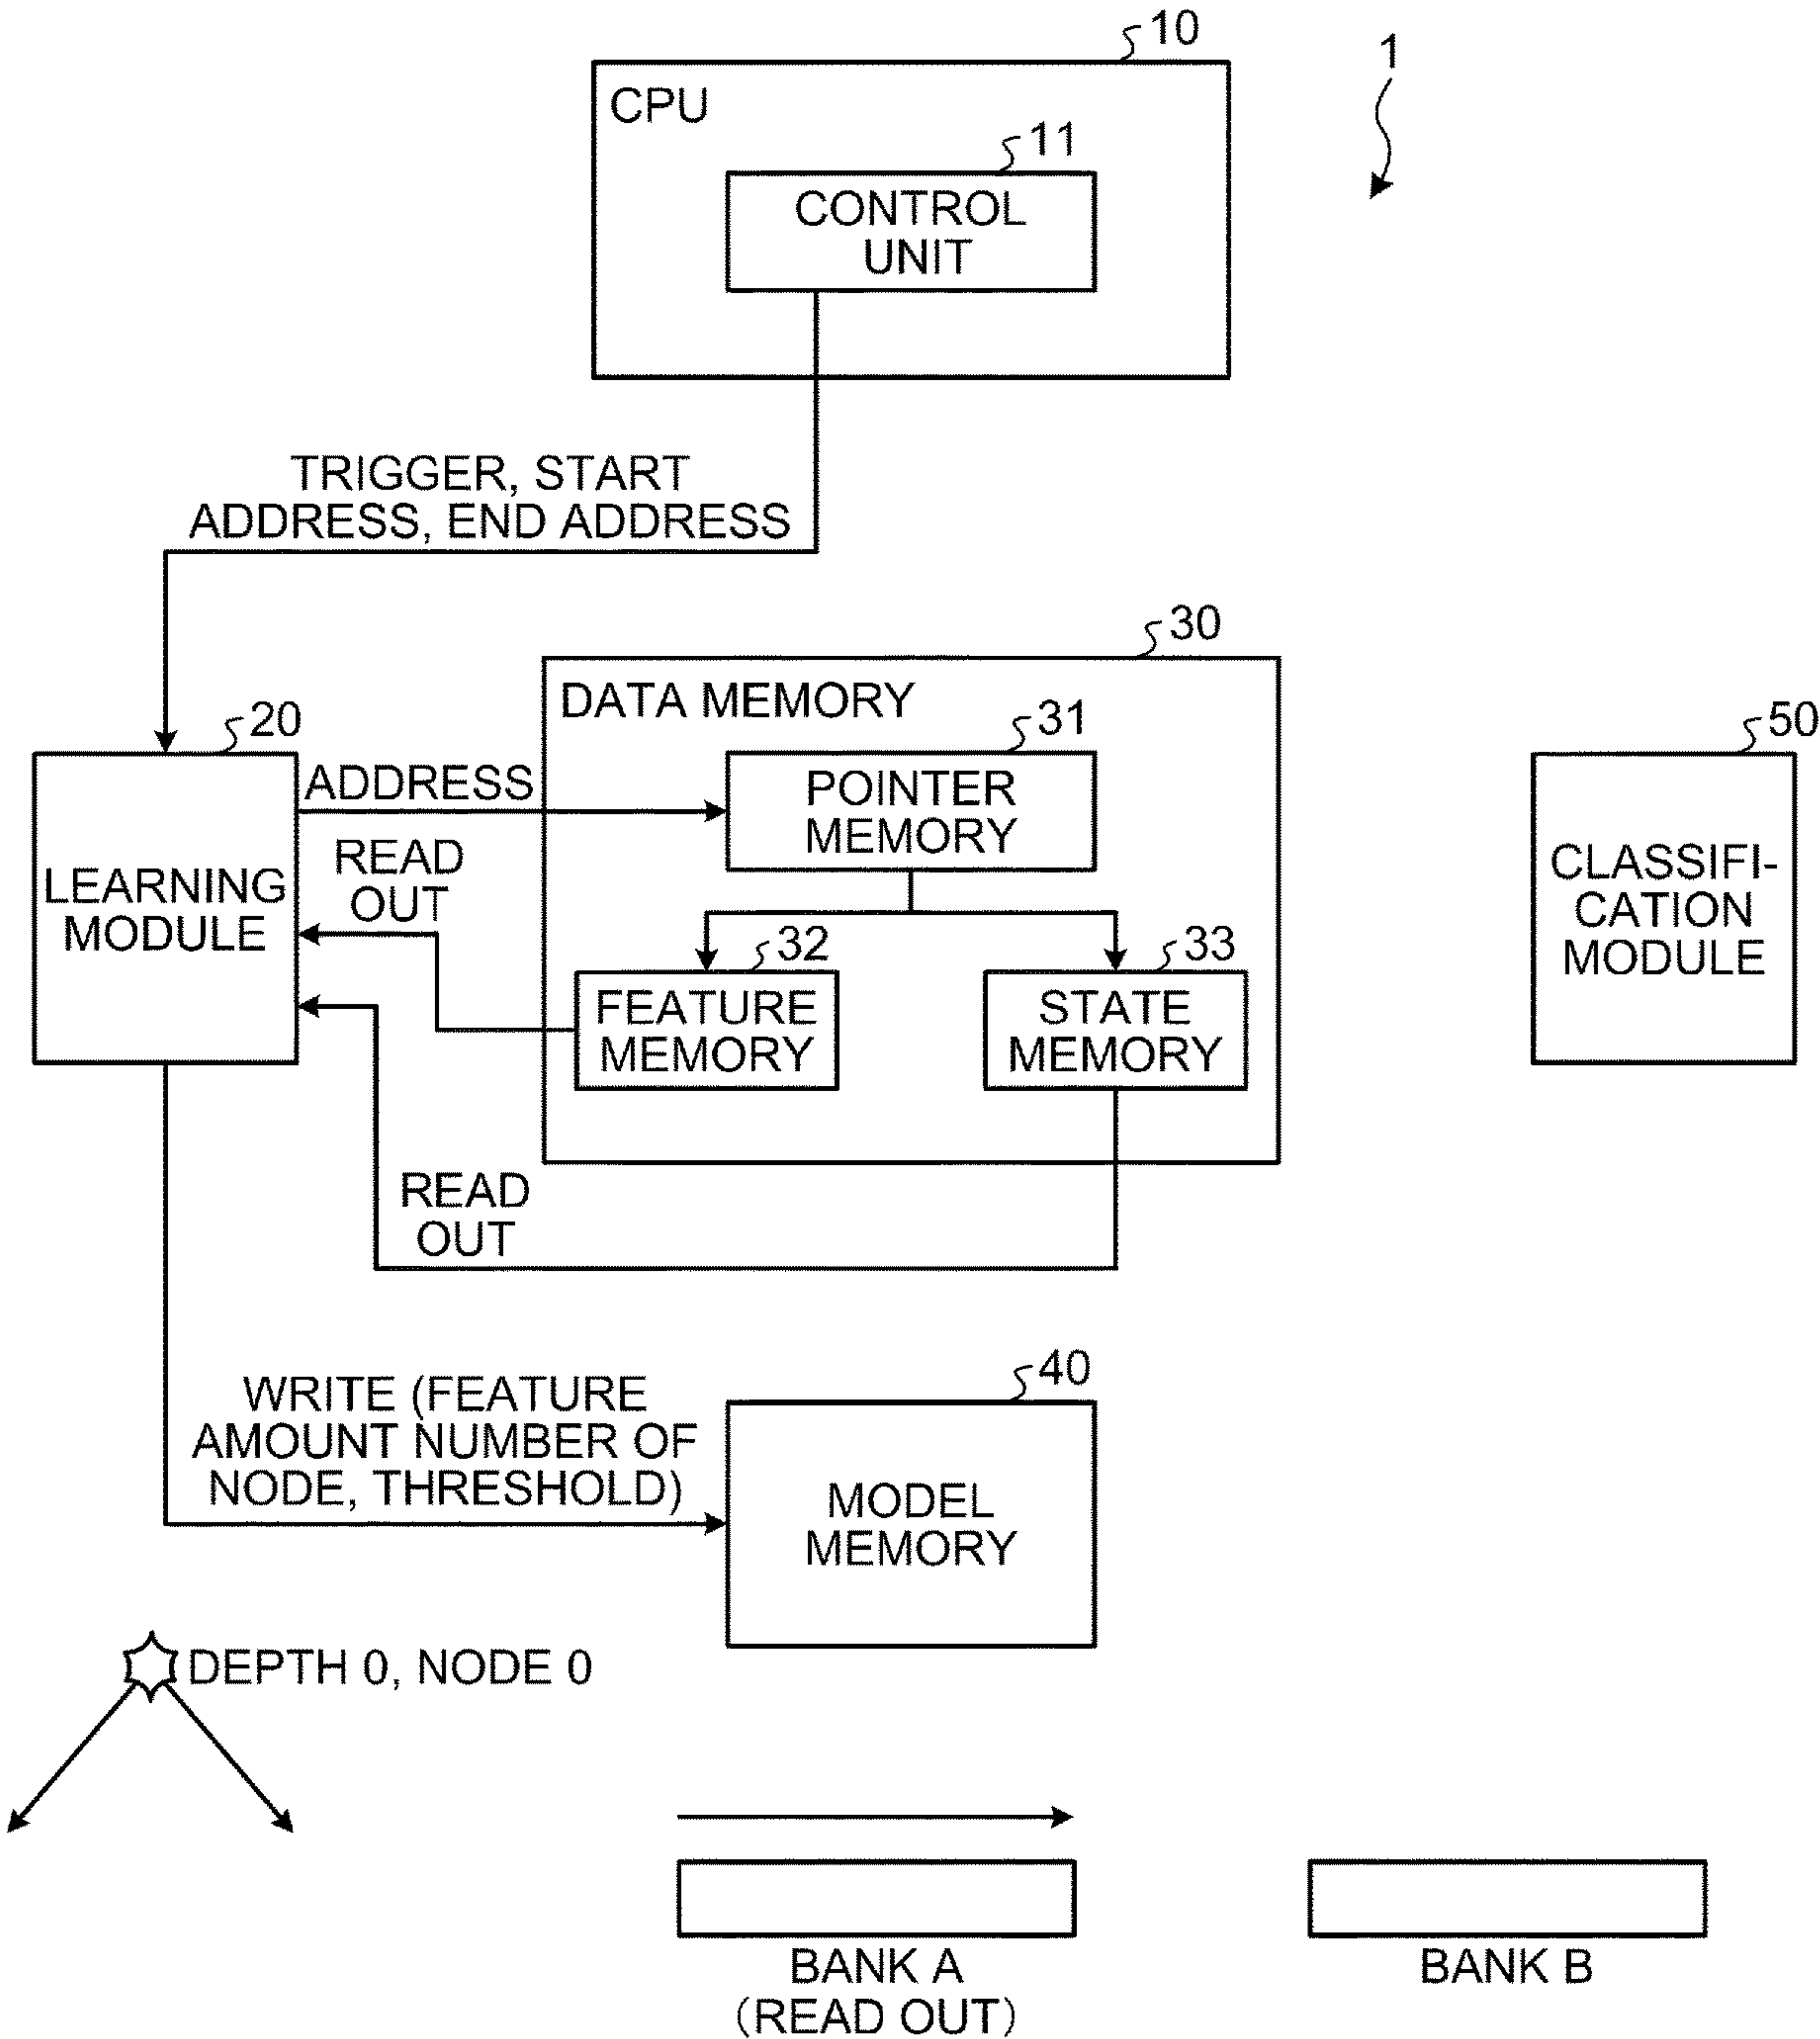 10
1
CPU
11
CONTROL
UNIT
TRIGGER, START
ADDRESS, END ADDRESS
30
DATA MEMORY
20
31
50
ADDRESS
POINTER
MEMORY
READ
OUT
LEARNING
MODULE
CLASSIFI-
CATION
MODULE
32
33
FEATURE
MEMORY
STATE
MEMORY
READ
OUT
40
WRITE (FEATURE
AMOUNT NUMBER OF
NODE, THRESHOLD)
MODEL
MEMORY
DEPTH 0, NODE 0
BANK A
(READ OUT)
BANK B